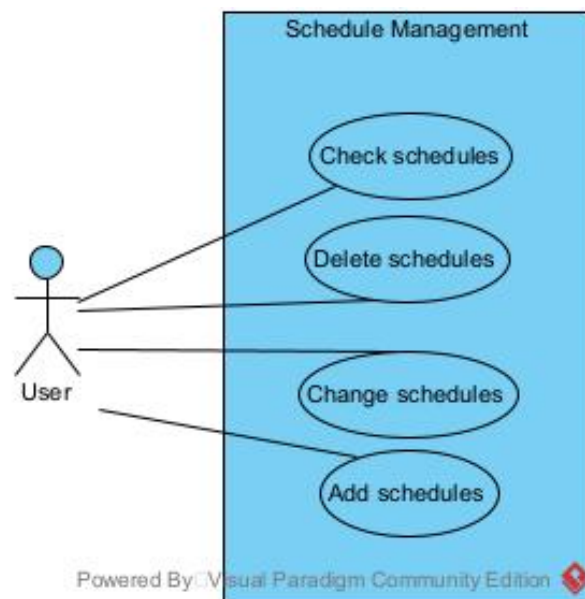 Schedule Management
Check schedules
Delete schedules
User
Change schedules
Add schedules
Powered By Visual Paradigm Community Edition